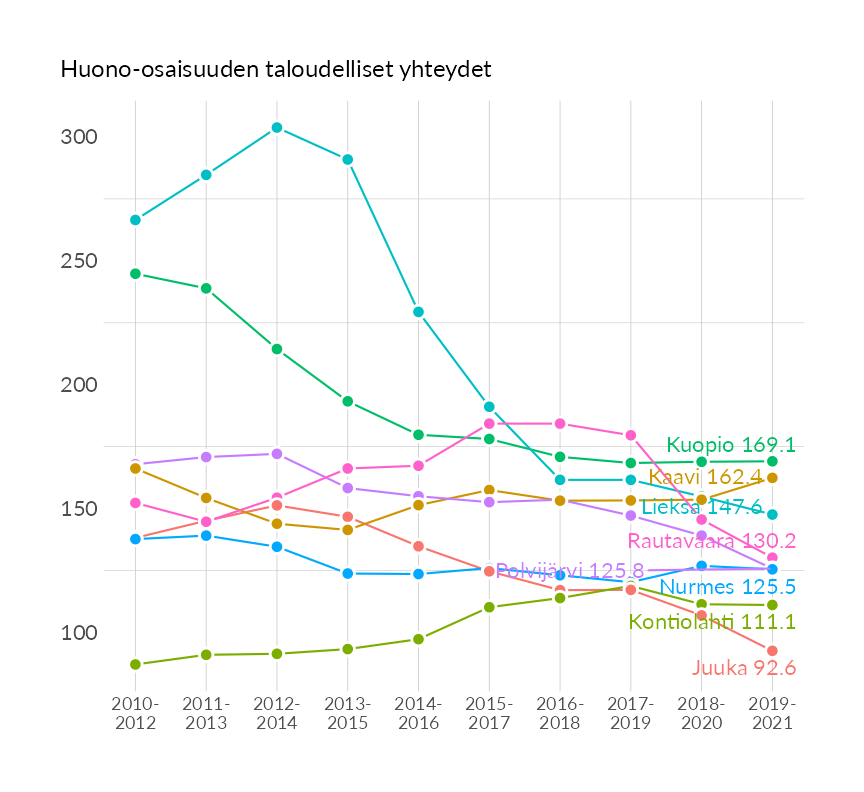 Huono-osaisuuden taloudelliset yhteydet
300
250
200
150
100
Kuopio 169.1
Kaavi 162.4
Lieksa 147.6
Rautavaara 130.2
Polvijärvi 125.8
Nurmes 125.5
Kontiolahti 111.1
Juuka 92.6
2010- 2011- 2012- 2013- 2014- 2015- 2016- 2017- 2018- 2019-
2012 2013 2014 2015 2016 2017 2018 2019 2020 2021